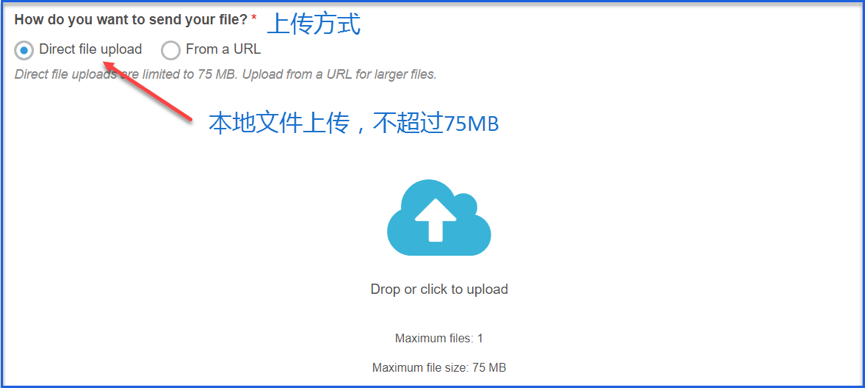 How do you want to send your file? * 上传方式
Direct file upload From a URL
Direct file uploads are limited to 75 MB. Upload from a URL for larger files.
本地文件上传，不超过75MB
Drop or click to upload
Maximum files: 1
Maximum file size: 75 MB